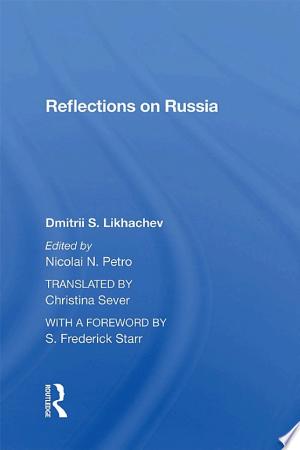 Reflections on Russia
Dmitrii S. Likhachev
Edited by
Nicolai N. Petro
TRANSLATED BY
Christina Sever
WITH A FOREWORD BY
S. Frederick Starr
ROUTLEDGE